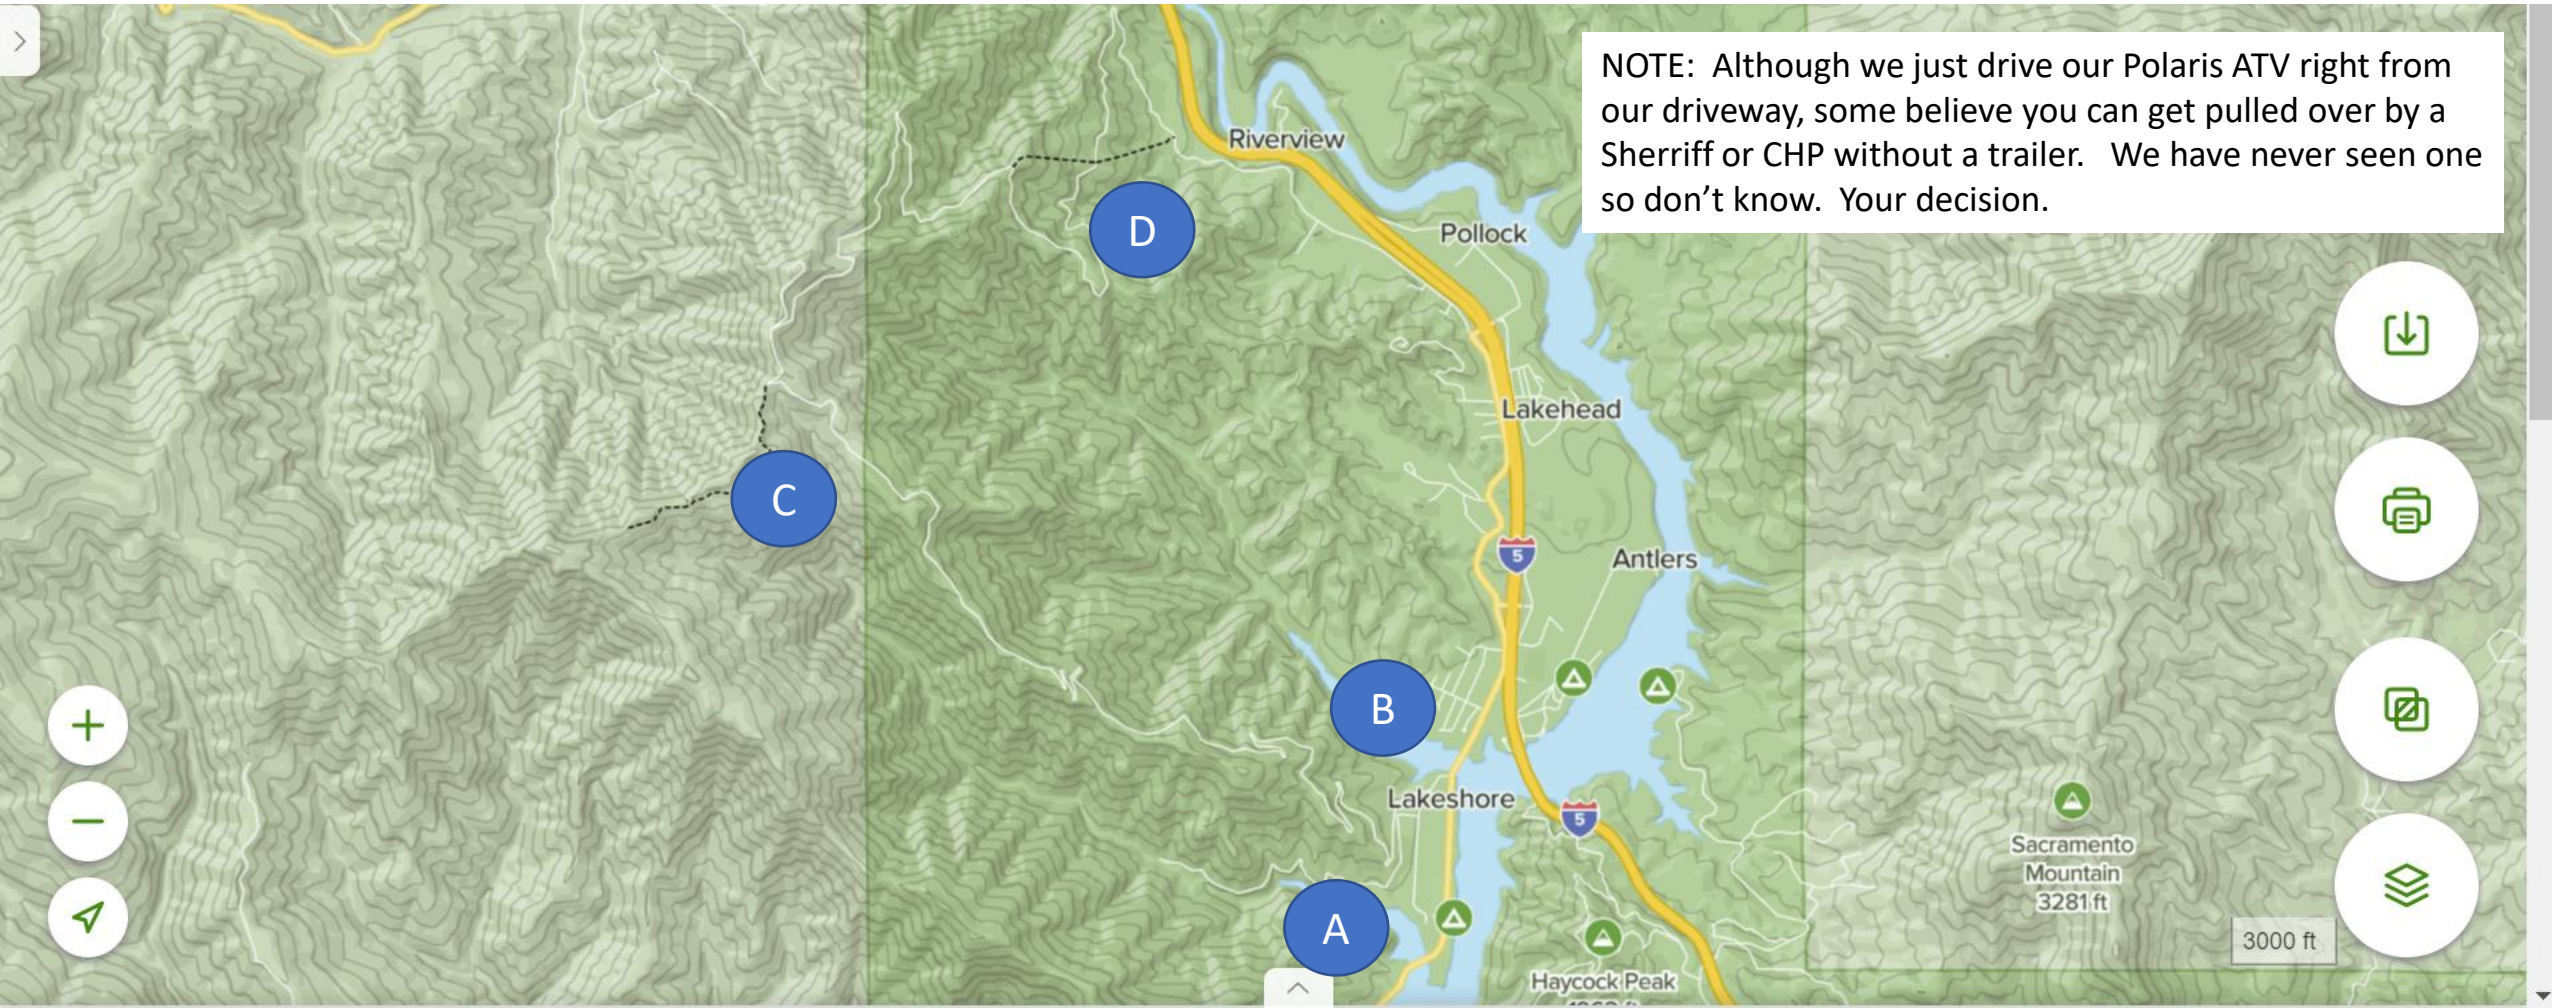 NOTE:  Although we just drive our Polaris ATV right from
our driveway, some believe you can get pulled over by a
Sherriff or CHP without a trailer.   We have never seen one
so don’t know.  Your decision.
Riverview
D
Pollock
Lakehead
C
5
Antlers
B
Lakeshore
5
Sacramento
Mountain
3281 ft
A
3000 ft
Haycock Peak